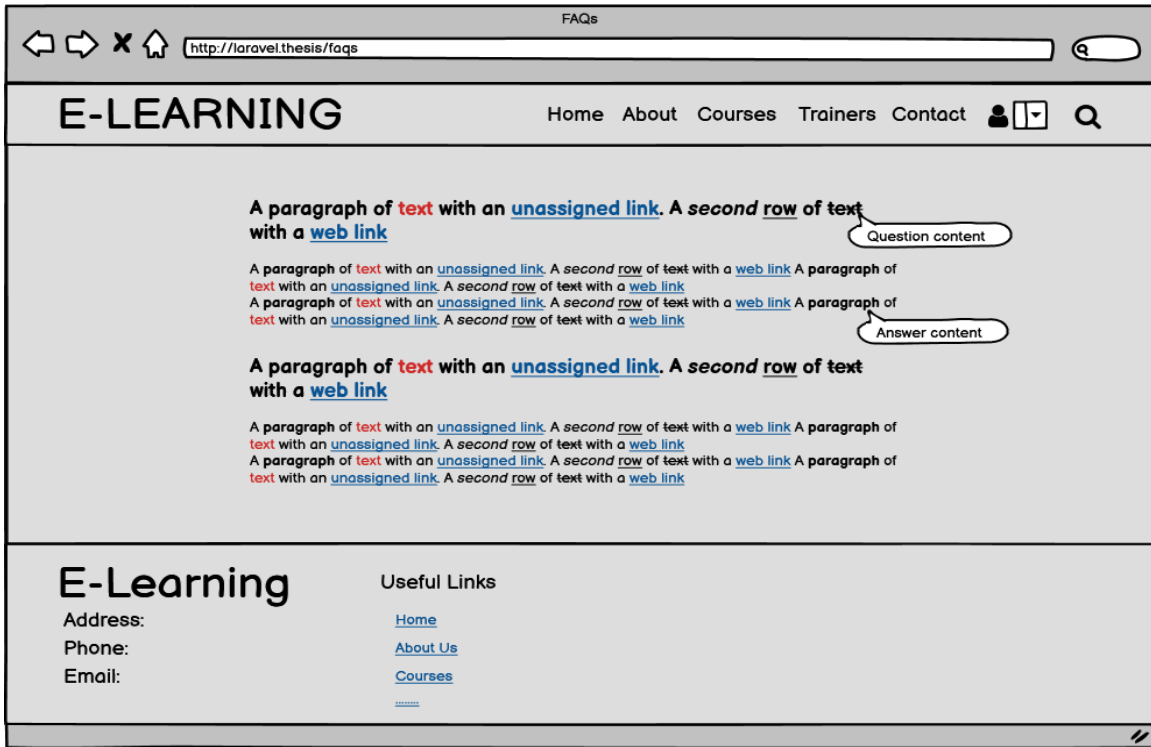 FAQs
http://laravel.thesis/faqs
E-LEARNING
Home About Courses Trainers Contact
A paragraph of text with an unassigned link. A second row of text
with a web link
Question content
A paragraph of text with an unassigned link. A second row of text with a web link A paragraph of
text with an unassigned link. A second row of text with a web link
A paragraph of text with an unassigned link. A second row of text with a web link A paragraph of
text with an unassigned link. A second row of text with a web link
Answer content
A paragraph of text with an unassigned link. A second row of text
with a web link
A paragraph of text with an unassigned link. A second row of text with a web link A paragraph of
text with an unassigned link. A second row of text with a web link
A paragraph of text with an unassigned link. A second row of text with a web link A paragraph of
text with an unassigned link. A second row of text with a web link
E-Learning
Address:
Phone:
Email:
Useful Links
Home
About Us
Courses
........